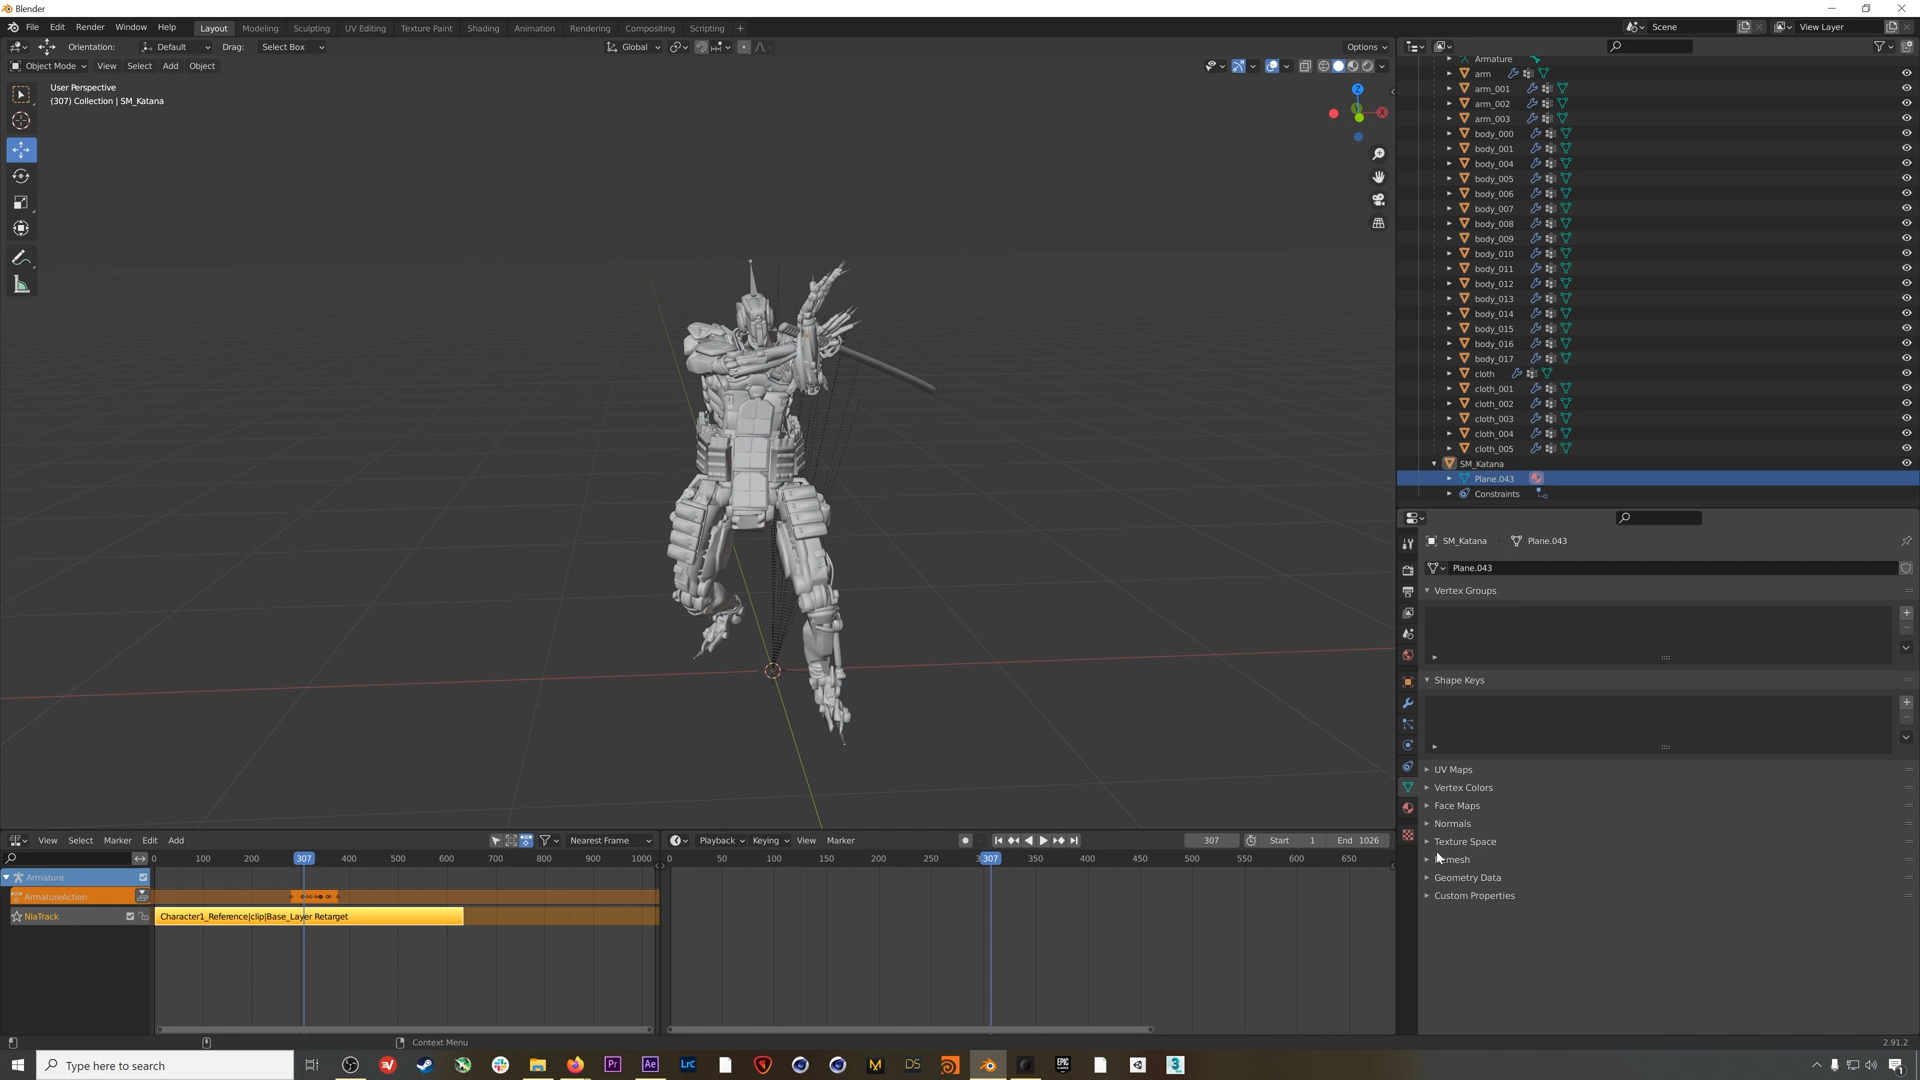 Blender
File Edit Render Window Help Layout Modeling Sculpting UV Editing Texture Paint Shading Animation Rendering Compositing Scripting + Scene View Layer
Orientation: Default Drag: Select Box Global Options
Object Mode View Select Add Object
User Perspective
(307) Collection | SM_Katana
Z
Y
X
Armature
arm
arm_001
arm_002
arm_003
body_000
body_001
body_004
body_005
body_006
body_007
body_008
body_009
body_010
body_011
body_012
body_013
body_014
body_015
body_016
body_017
cloth
cloth_001
cloth_002
cloth_003
cloth_004
cloth_005
SM_Katana
Plane.043
Constraints
SM_Katana Plane.043
Plane.043
Vertex Groups
Shape Keys
UV Maps
Vertex Colors
Face Maps
Normals
Texture Space
Geometry Data
Custom Properties
View Select Marker Edit Add Nearest Frame
0 100 200 307 400 500 600 700 800 900 1000
Armature
ArmatureAction
NlaTrack Character1_Reference|clip|Base_Layer Retarget
Playback Keying View Marker 307 Start 1 End 1026
0 50 100 150 200 250 307 350 400 450 500 550 600 650
Context Menu 2.91.2
Type here to search Pr Ae LrC M DS EPIC GAMES 3